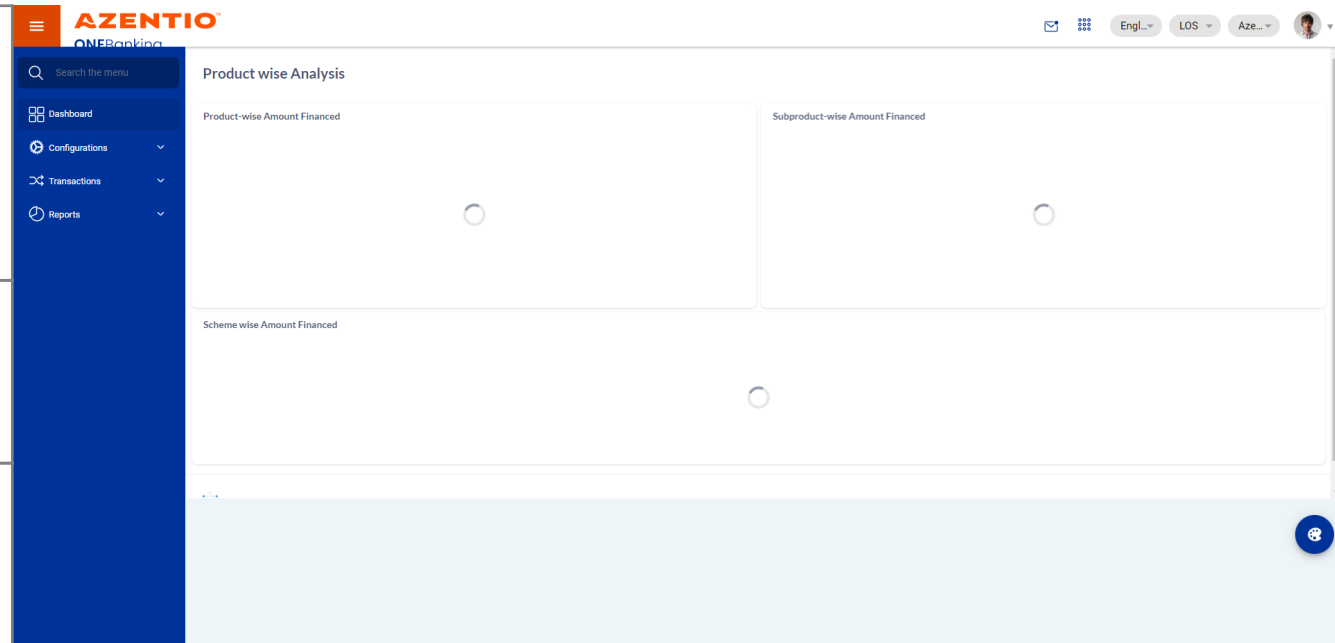 AZENTIO™
ONEBanking
Engl...
LOS
Aze...
Search the menu
Dashboard
Configurations
Transactions
Reports
Product wise Analysis
Product-wise Amount Financed
Subproduct-wise Amount Financed
Scheme wise Amount Financed